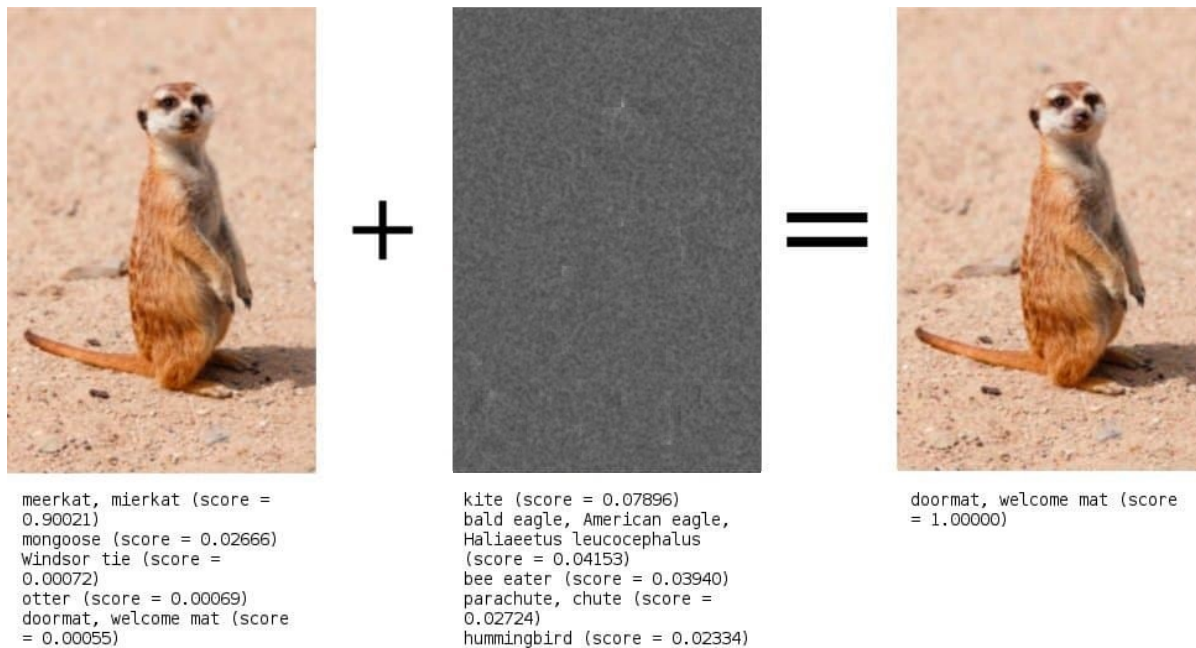 meerkat, mierkat (score =
0.90021)
mongoose (score = 0.02666)
Windsor tie (score =
0.00072)
otter (score = 0.00069)
doormat, welcome mat (score
= 0.00055)
+
kite (score = 0.07896)
bald eagle, American eagle,
Haliaeetus leucocephalus
(score = 0.04153)
bee eater (score = 0.03940)
parachute, chute (score =
0.02724)
hummingbird (score = 0.02334)
=
doormat, welcome mat (score
= 1.00000)